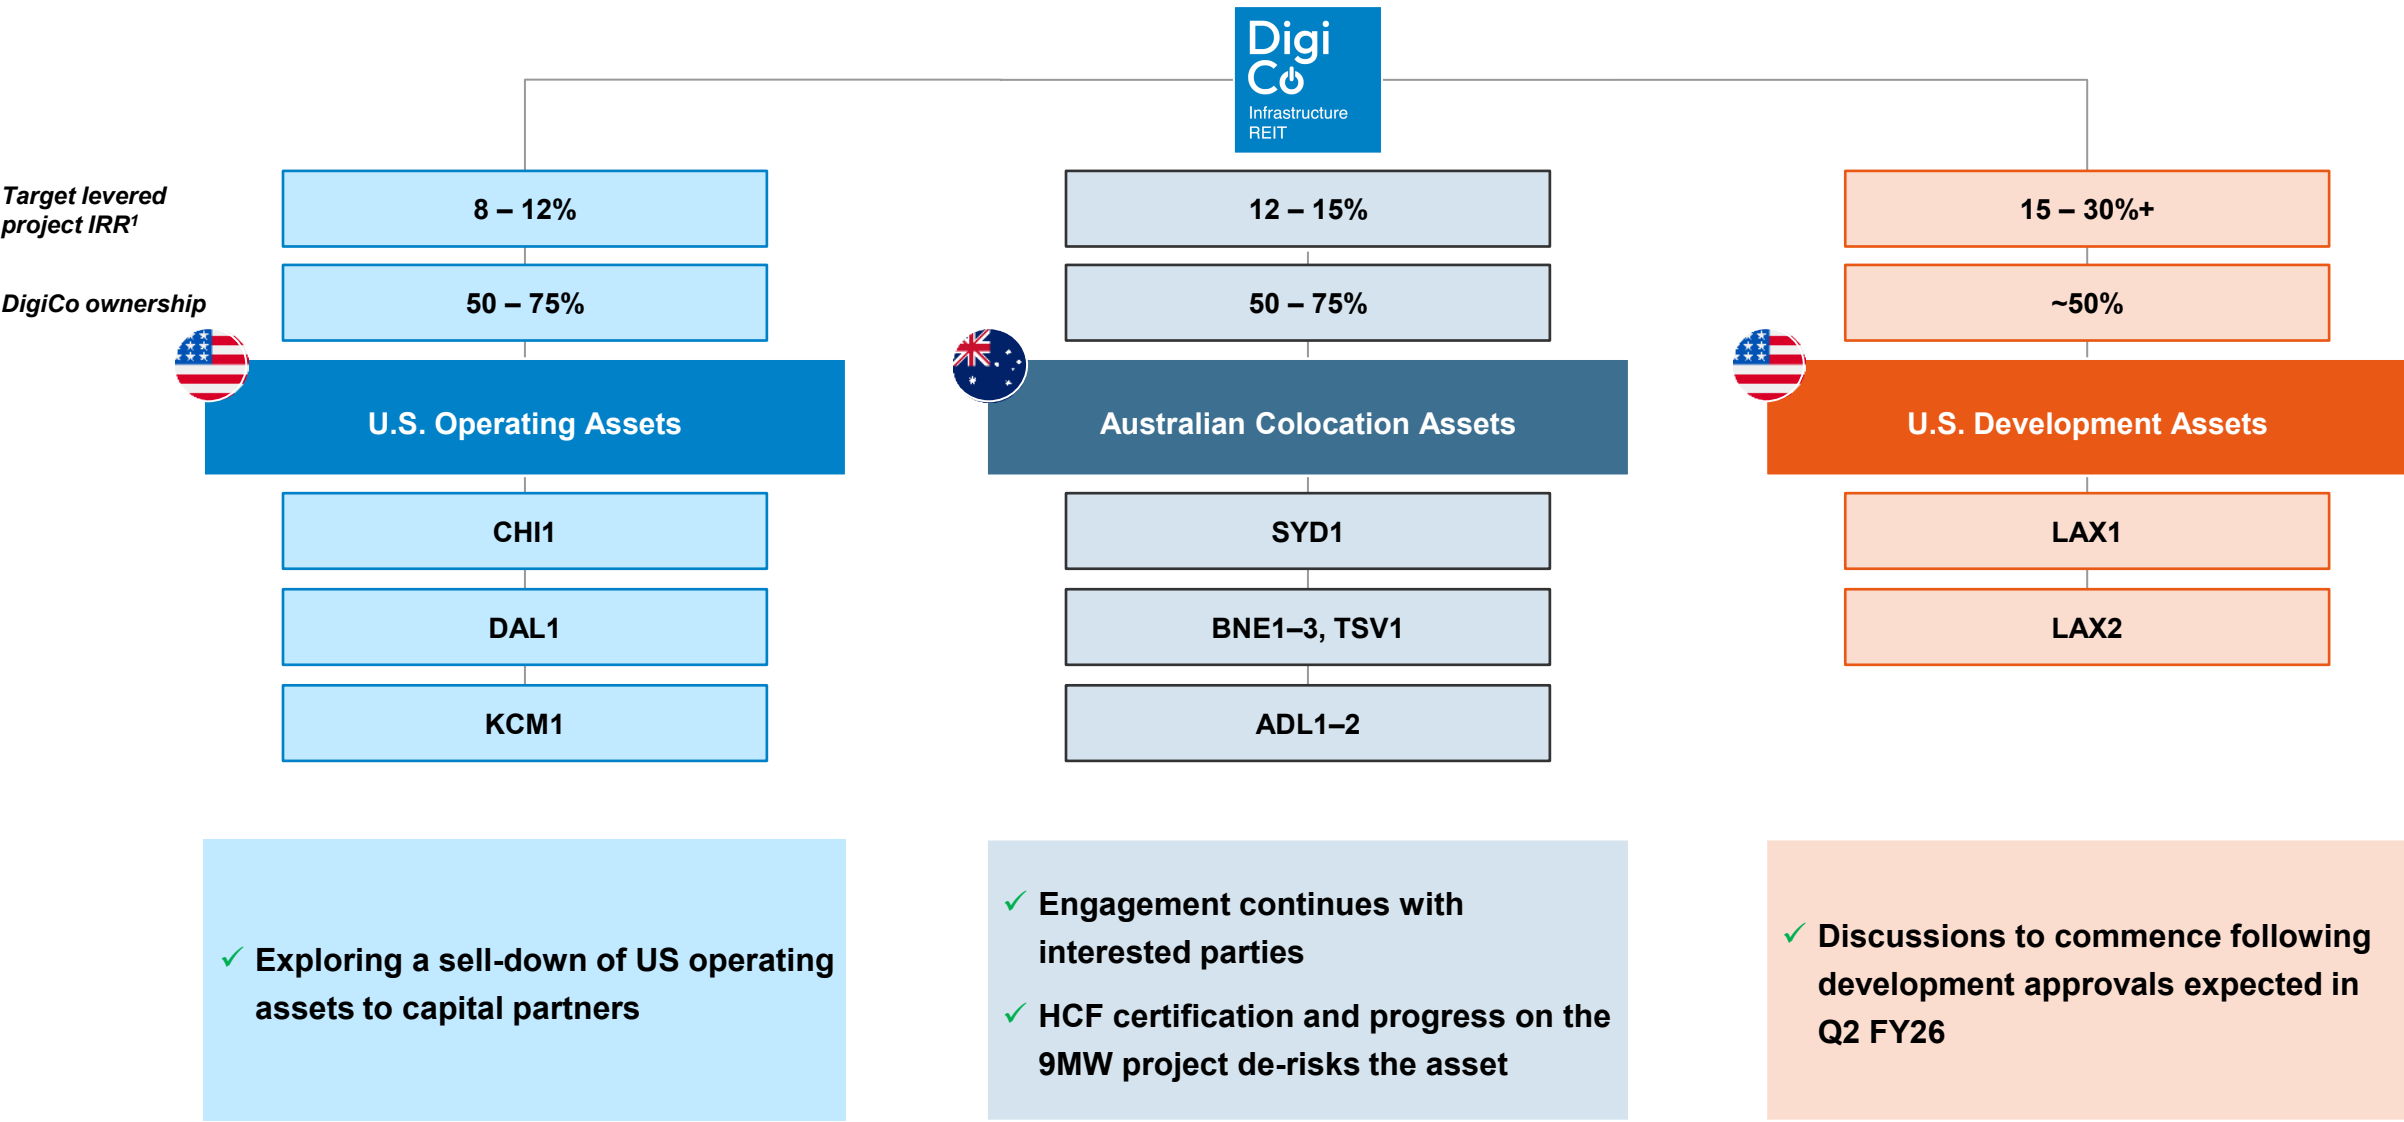 Digi
Co
Infrastructure
REIT
Target levered
project IRR¹
8 – 12%
12 – 15%
15 – 30%+
DigiCo ownership
50 – 75%
50 – 75%
~50%
U.S. Operating Assets
Australian Colocation Assets
U.S. Development Assets
CHI1
SYD1
LAX1
DAL1
BNE1–3, TSV1
LAX2
KCM1
ADL1–2
✓ Exploring a sell-down of US operating
assets to capital partners
✓ Engagement continues with
interested parties
✓ HCF certification and progress on the
9MW project de-risks the asset
✓ Discussions to commence following
development approvals expected in
Q2 FY26